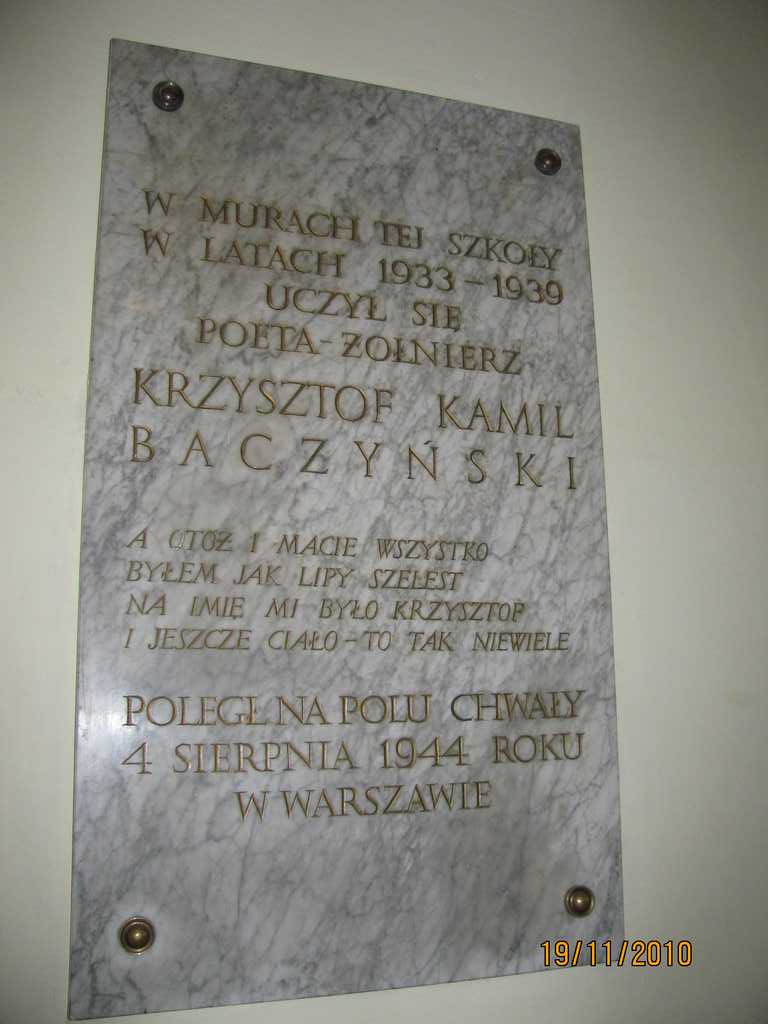 W MURACH TEJ SZKOŁY
W LATACH 1933-1939
UCZYŁ SIĘ
POETA-ŻOŁNIERZ
KRZYSZTOF KAMIL
BACZYŃSKI
A OTOŻ I MACIE WSZYSTKO
BYŁEM JAK LIPY SZELEST
NA IMIĘ MI BYŁO KRZYSZTOF
I JESZCZE CIAŁO-TO TAK NIEWIELE
POLEGŁ NA POLU CHWAŁY
4 SIERPNIA 1944 ROKU
W WARSZAWIE
19/11/2010